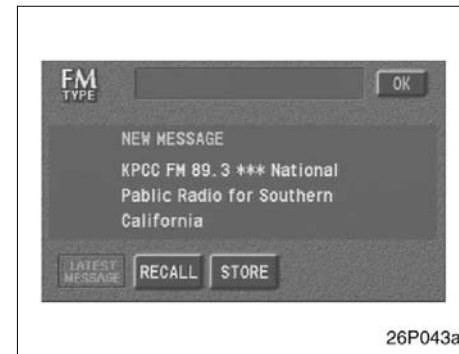 FM
TYPE
OK
NEW MESSAGE
KPCC FM 89.3 *** National
Pablic Radio for Southern
California
LATEST
MESSAGE
RECALL
STORE
26P043a